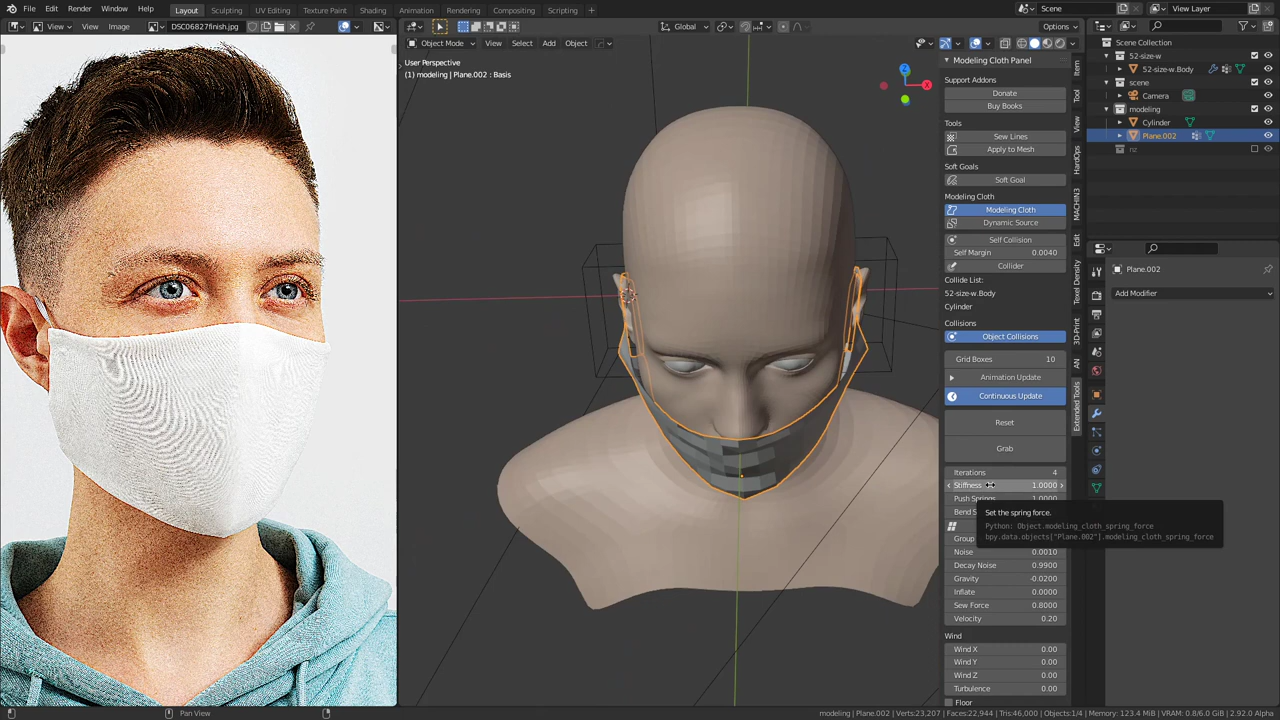 File Edit Render Window Help
Layout Sculpting UV Editing Texture Paint Shading Animation Rendering Compositing Scripting +
Scene
View Layer
View Image
DSC06827finish.jpg
Global
Options
Object Mode View Select Add Object
User Perspective
(1) modeling | Plane.002 : Basis
Z
X
Modeling Cloth Panel
Support Addons
Donate
Buy Books
Tools
Sew Lines
Apply to Mesh
Soft Goals
Soft Goal
Modeling Cloth
Modeling Cloth
Dynamic Source
Self Collision
Self Margin 0.0040
Collider
Collide List:
52-size-w.Body
Cylinder
Collisions
Object Collisions
Grid Boxes 10
Animation Update
Continuous Update
Reset
Grab
Iterations 4
Stiffness 1.0000
Push Springs 1.0000
Bend S
Set the spring force.
Python: Object.modeling_cloth_spring_force
bpy.data.objects["Plane.002"].modeling_cloth_spring_force
Group
Noise 0.0010
Decay Noise 0.9900
Gravity -0.0200
Inflate 0.0000
Sew Force 0.8000
Velocity 0.20
Wind
Wind X 0.00
Wind Y 0.00
Wind Z 0.00
Turbulence 0.00
Floor
Item
Tool
View
HardOps
MACHIN3
Edit
Texel Density
3D-Print
AN
Extended Tools
Scene Collection
52-size-w
52-size-w.Body
scene
Camera
modeling
Cylinder
Plane.002
Plane.002
Add Modifier
Pan View
modeling | Plane.002 | Verts:23,207 | Faces:22,944 | Tris:46,000 | Objects:1/4 | Memory: 123.4 MiB | VRAM: 0.8/6.0 GiB | 2.92.0 Alpha